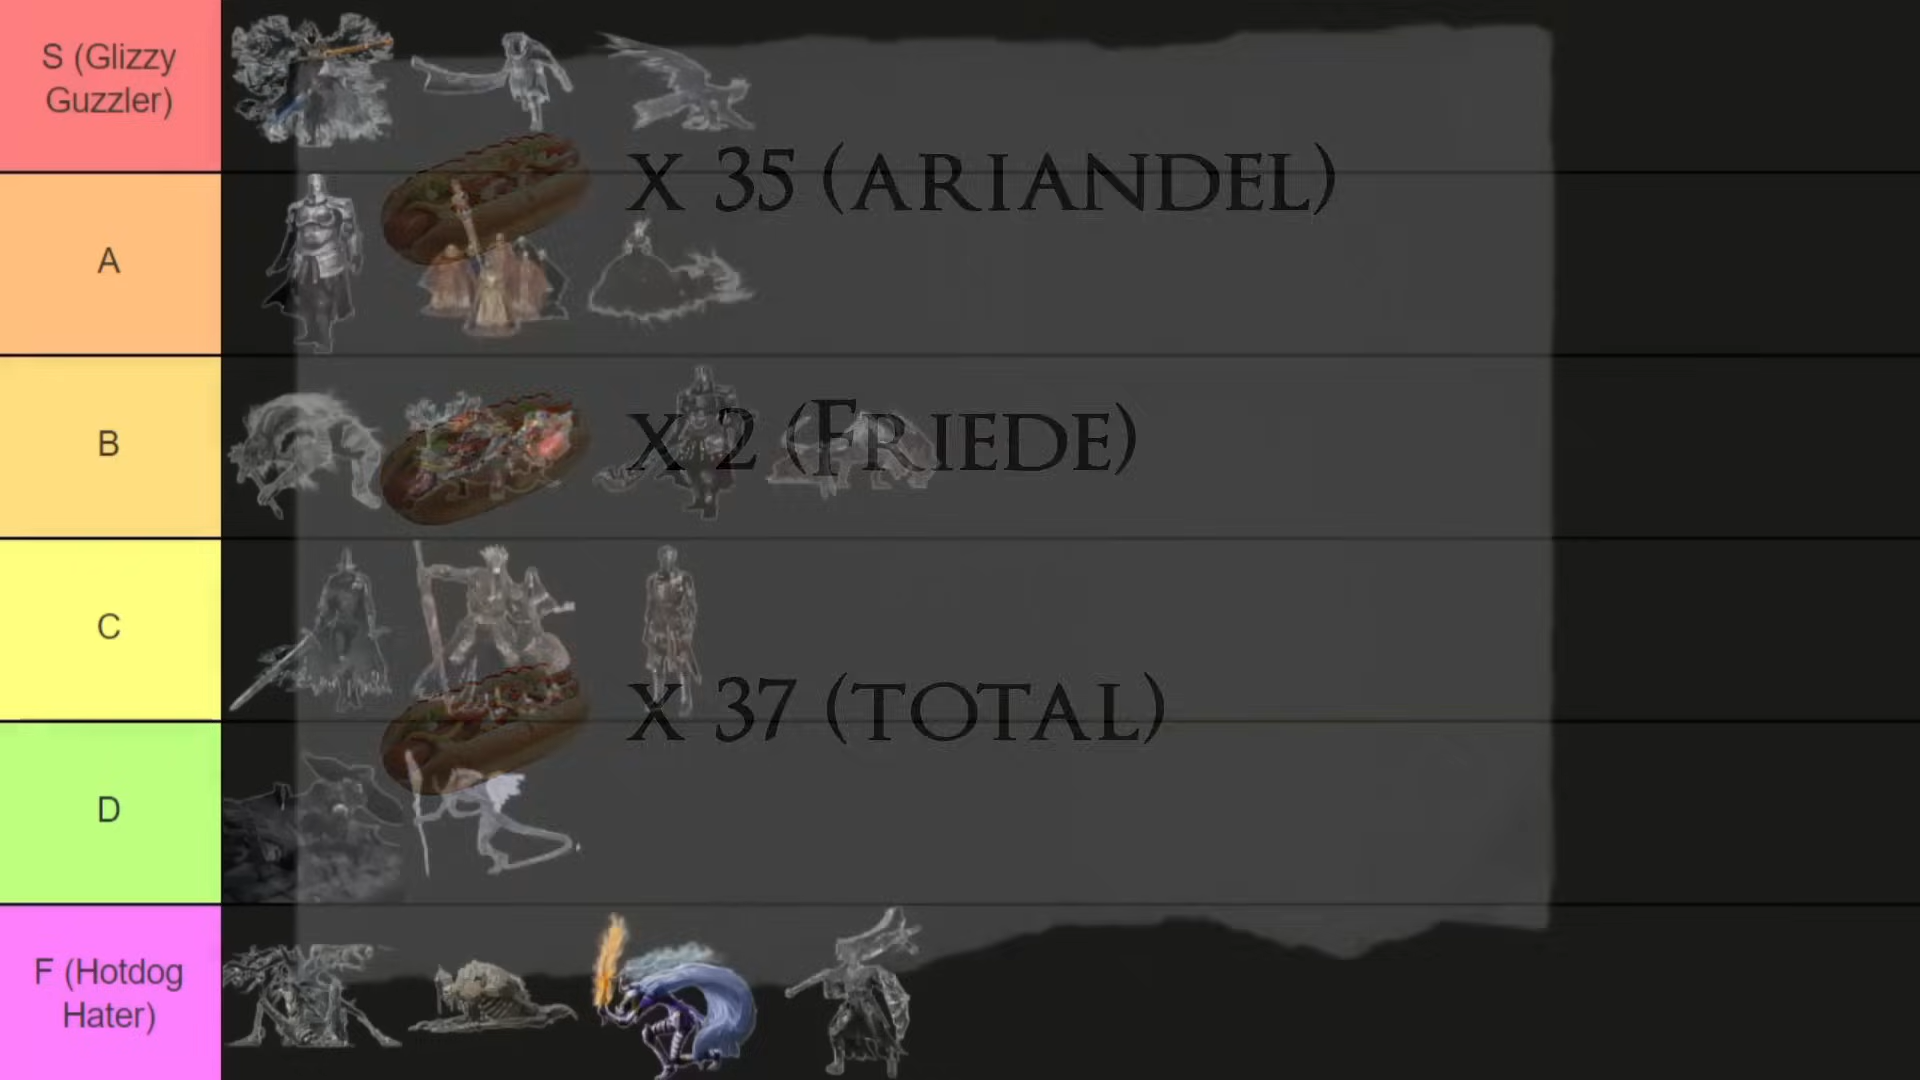 S (Glizzy
Guzzler)
x 35 (ariandel)
A
B
x 2 (Friede)
C
x 37 (total)
D
F (Hotdog
Hater)